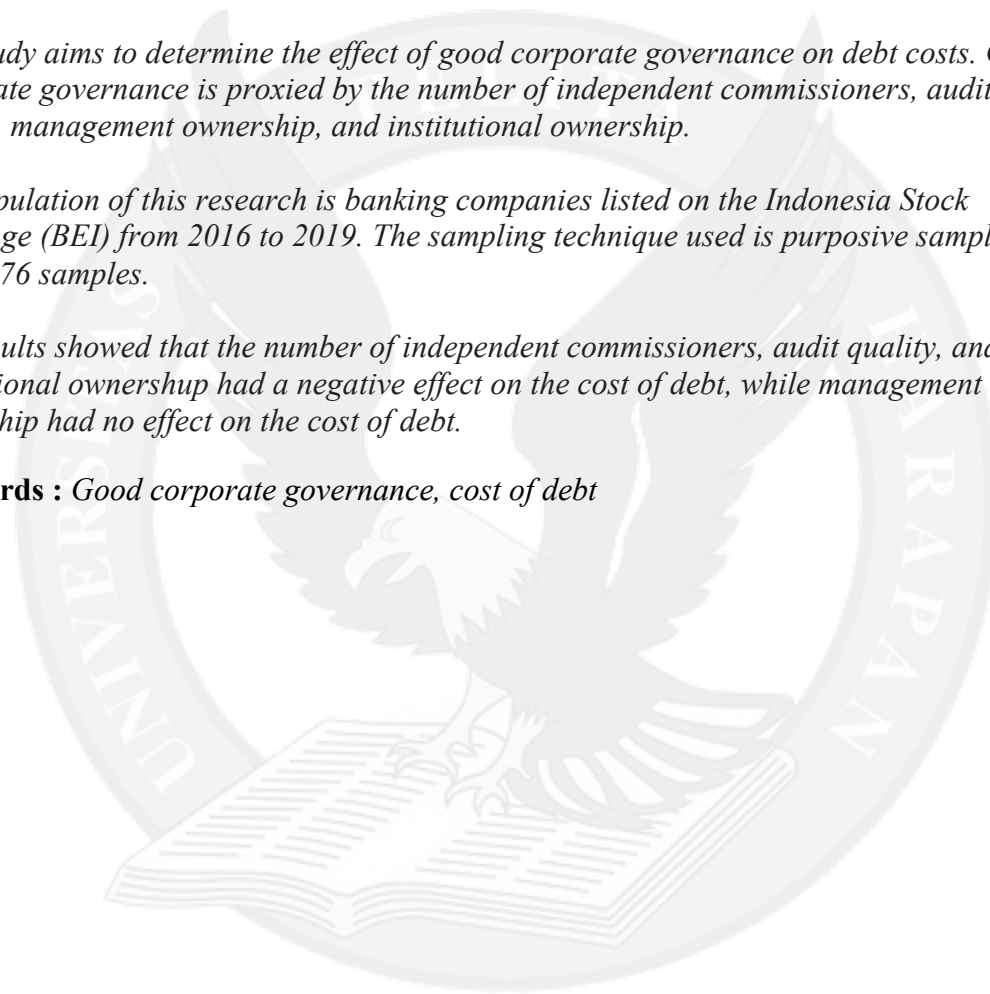 udy aims to determine the effect of good corporate governance on debt costs.
ate governance is proxied by the number of independent commissioners, audit
management ownership, and institutional ownership.
pulation of this research is banking companies listed on the Indonesia Stock
ge (BEI) from 2016 to 2019. The sampling technique used is purposive sampl
76 samples.
ults showed that the number of independent commissioners, audit quality, and
ional ownershup had a negative effect on the cost of debt, while management
hip had no effect on the cost of debt.
rds : Good corporate governance, cost of debt
UNIVERSITAS PELITA HARAPAN